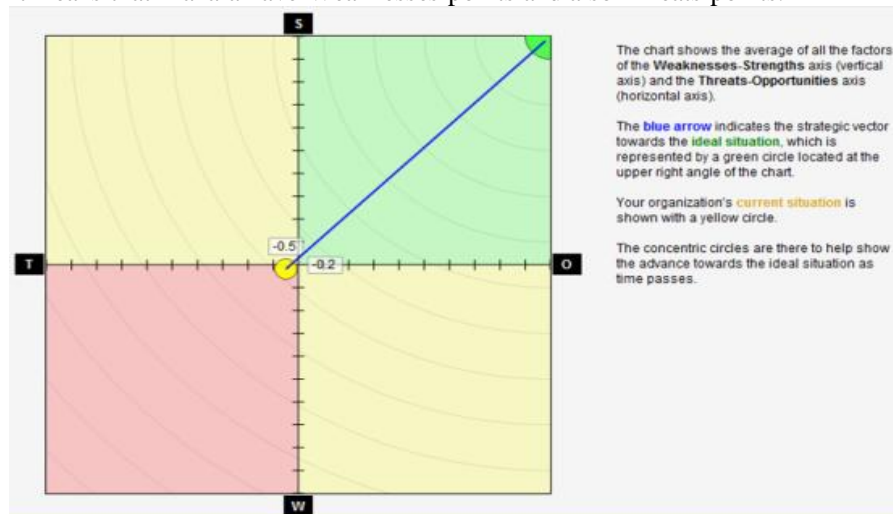 S
-0.5
-0.2
T
O
W
The chart shows the average of all the factors
of the Weaknesses-Strengths axis (vertical
axis) and the Threats-Opportunities axis
(horizontal axis).
The blue arrow indicates the strategic vector
towards the ideal situation, which is
represented by a green circle located at the
upper right angle of the chart.
Your organization's current situation is
shown with a yellow circle.
The concentric circles are there to help show
the advance towards the ideal situation as
time passes.